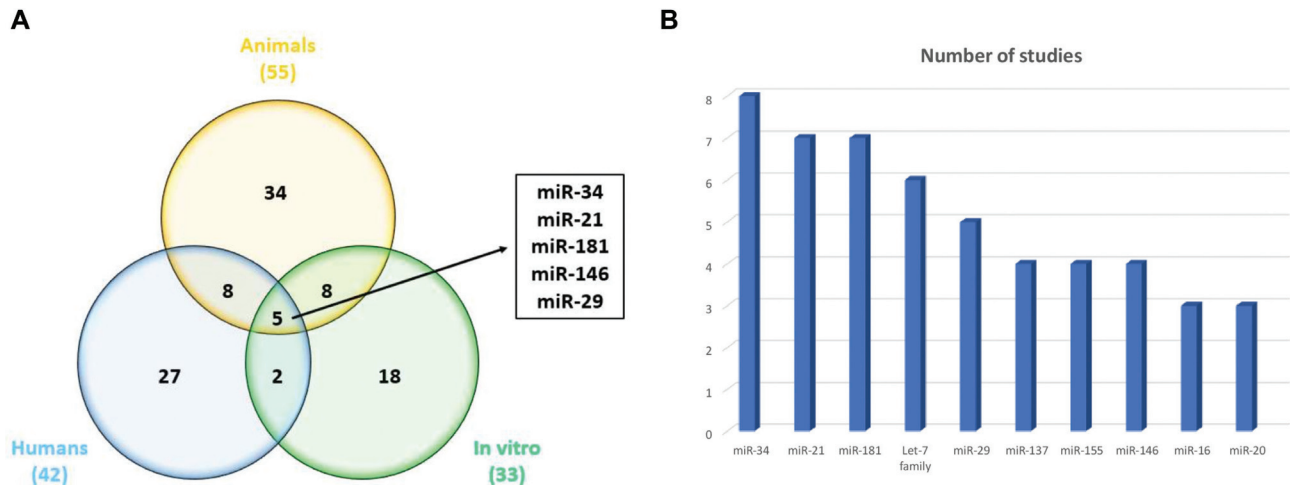 A
Animals
(55)
34
8
8
5
27
2
18
Humans
(42)
In vitro
(33)
miR-34
miR-21
miR-181
miR-146
miR-29
B
Number of studies
8
7
6
5
4
3
2
1
0
miR-34
miR-21
miR-181
Let-7
family
miR-29
miR-137
miR-155
miR-146
miR-16
miR-20